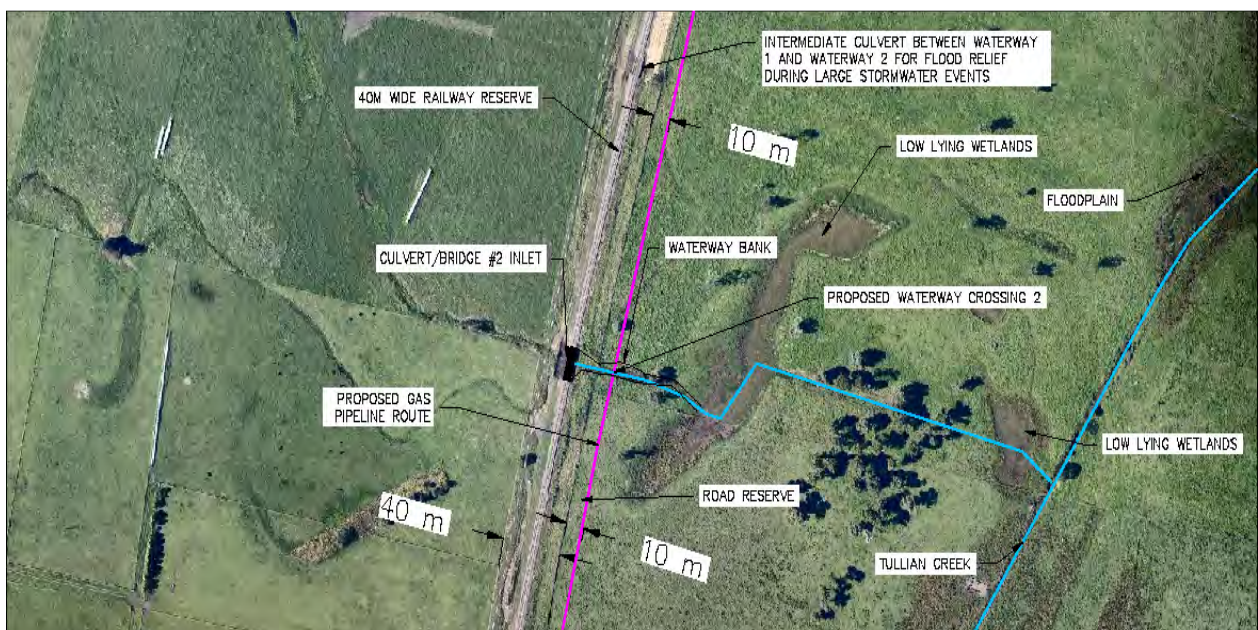 INTERMEDIATE CULVERT BETWEEN WATERWAY
1 AND WATERWAY 2 FOR FLOOD RELIEF
DURING LARGE STORMWATER EVENTS
40M WIDE RAILWAY RESERVE
10 m
LOW LYING WETLANDS
FLOODPLAIN
CULVERT/BRIDGE #2 INLET
WATERWAY BANK
PROPOSED WATERWAY CROSSING 2
PROPOSED GAS
PIPELINE ROUTE
LOW LYING WETLANDS
ROAD RESERVE
40 m
10 m
TULLIAN CREEK